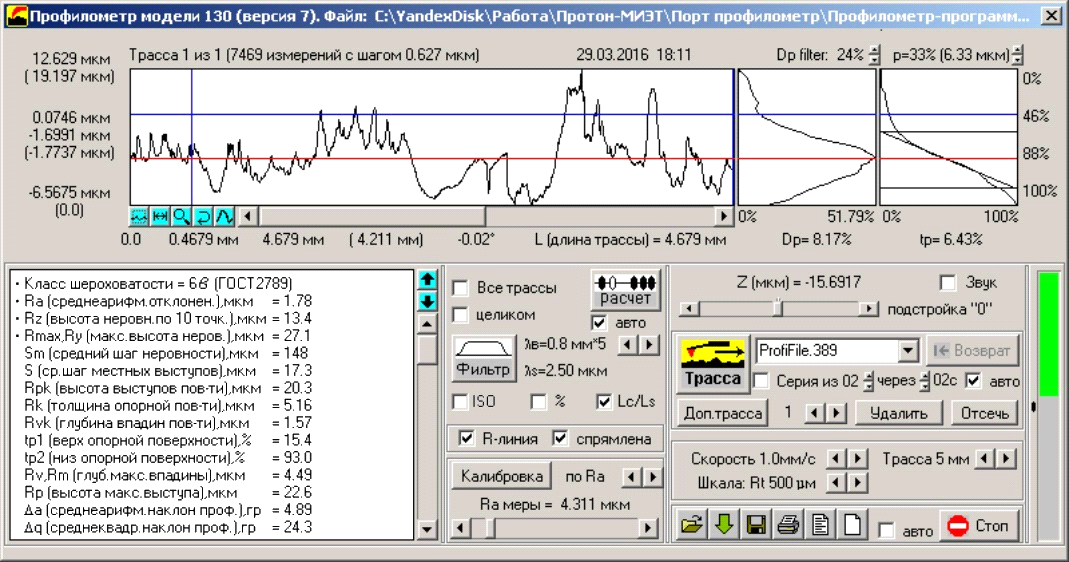 Профилометр модели 130 (версия 7). Файл: C:\YandexDisk\Работа\Протон-МИЭТ\Порт профилометр\Профилометр-программ...
12.629 мкм
( 19.197 мкм)
0.0746 мкм
-1.6991 мкм
(-1.7737 мкм)
-6.5675 мкм
(0.0)
Трасса 1 из 1 (7469 измерений с шагом 0.627 мкм) 29.03.2016 18:11
Dp filter: 24% p=33% (6.33 мкм)
0%
46%
88%
100%
0% 51.79% 0% 100%
0.0 0.4679 мм 4.679 мм ( 4.211 мм) -0.02° L (длина трассы) = 4.679 мм Dp= 8.17% tp= 6.43%
· Класс шероховатости = 6в (ГОСТ2789)
· Ra (среднеарифм.отклонен.),мкм = 1.78
· Rz (высота неровн.по 10 точк.),мкм = 13.4
· Rmax,Ry (макс.высота неров.),мкм = 27.1
Sm (средний шаг неровности),мкм = 148
S (ср.шаг местных выступов),мкм = 17.3
Rpk (высота выступов пов-ти),мкм = 20.3
Rk (толщина опорной пов-ти),мкм = 5.16
Rvk (глубина впадин пов-ти),мкм = 1.57
tp1 (верх опорной поверхности),% = 15.4
tp2 (низ опорной поверхности),% = 93.0
Rv,Rm (глуб.макс.впадины),мкм = 4.49
Rp (высота макс.выступа),мкм = 22.6
Δa (среднеарифм.наклон проф.),гр = 4.89
Δq (среднеквадр.наклон проф.),гр = 24.3
Все трассы
целиком
расчет
авто
Фильтр
λв=0.8 мм*5
λs=2.50 мкм
ISO % Lc/Ls
R-линия спрямлена
Калибровка по Ra
Ra меры = 4.311 мкм
Z (мкм) = -15.6917 Звук
подстройка "0"
Трасса
ProfiFile.389 Возврат
Серия из 02 через 02с авто
Доп.трасса 1 Удалить Отсечь
Скорость 1.0мм/с Трасса 5 мм
Шкала: Rt 500 μм
авто Стоп